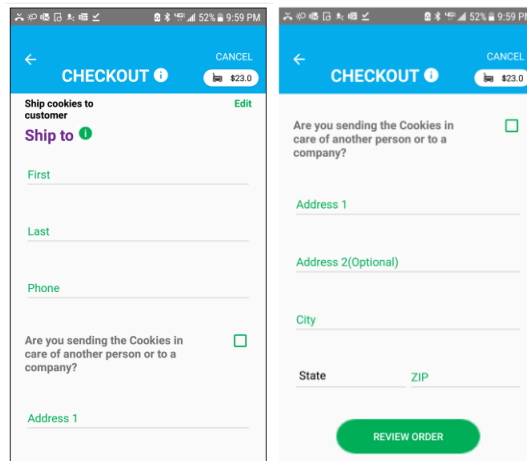 52% 9:59 PM
CANCEL
CHECKOUT
$23.0
Ship cookies to
customer
Edit
Ship to
First
Last
Phone
Are you sending the Cookies in
care of another person or to a
company?
Address 1
52% 9:59 PM
CANCEL
CHECKOUT
$23.0
Are you sending the Cookies in
care of another person or to a
company?
Address 1
Address 2(Optional)
City
State
ZIP
REVIEW ORDER